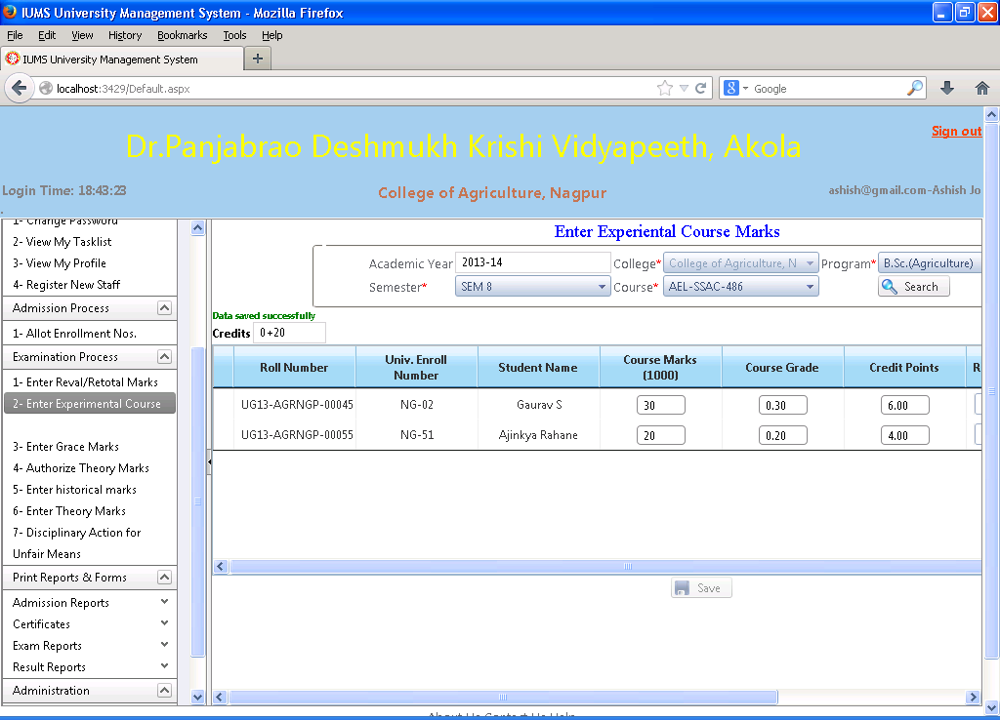 IUMS University Management System - Mozilla Firefox
File Edit View History Bookmarks Tools Help
IUMS University Management System
localhost:3429/Default.aspx
Google
Sign out
Dr.Panjabrao Deshmukh Krishi Vidyapeeth, Akola
Login Time: 18:43:23
College of Agriculture, Nagpur
ashish@gmail.com-Ashish Jo
1- Change Password
2- View My Tasklist
3- View My Profile
4- Register New Staff
Admission Process
1- Allot Enrollment Nos.
Examination Process
1- Enter Reval/Retotal Marks
2- Enter Experimental Course
3- Enter Grace Marks
4- Authorize Theory Marks
5- Enter historical marks
6- Enter Theory Marks
7- Disciplinary Action for
Unfair Means
Print Reports & Forms
Admission Reports
Certificates
Exam Reports
Result Reports
Administration
Enter Experiental Course Marks
Academic Year 2013-14 College* College of Agriculture, N Program* B.Sc.(Agriculture)
Semester* SEM 8 Course* AEL-SSAC-486 Search
Data saved successfully
Credits 0+20
Roll Number Univ. Enroll Number Student Name Course Marks (1000) Course Grade Credit Points R
UG13-AGRNGP-00045 NG-02 Gaurav S 30 0.30 6.00
UG13-AGRNGP-00055 NG-51 Ajinkya Rahane 20 0.20 4.00
Save
About Us Contact Us Help